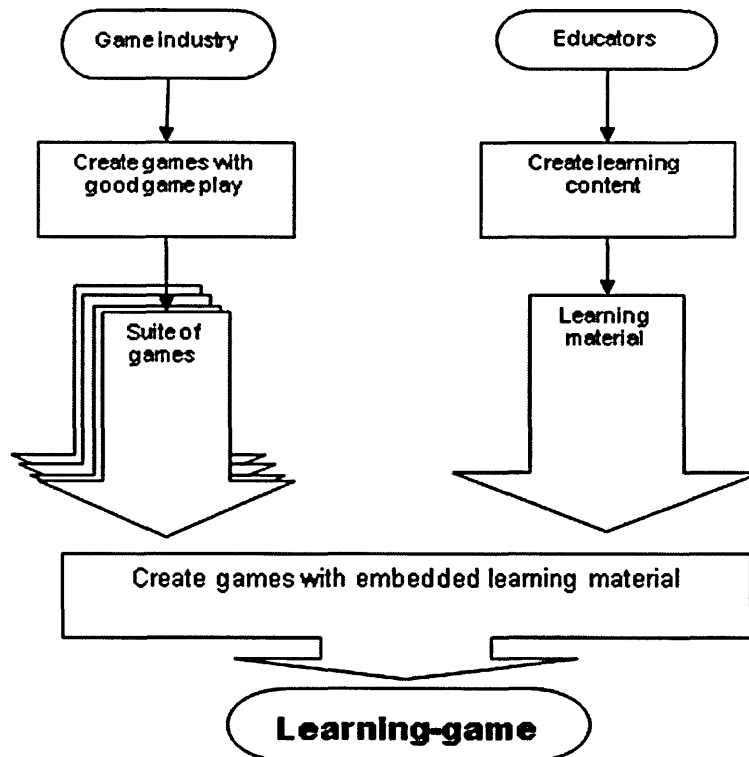 Game industry
Educators
Create games with
good game play
Create learning
content
Suite of
games
Learning
material
Create games with embedded learning material
Learning-game